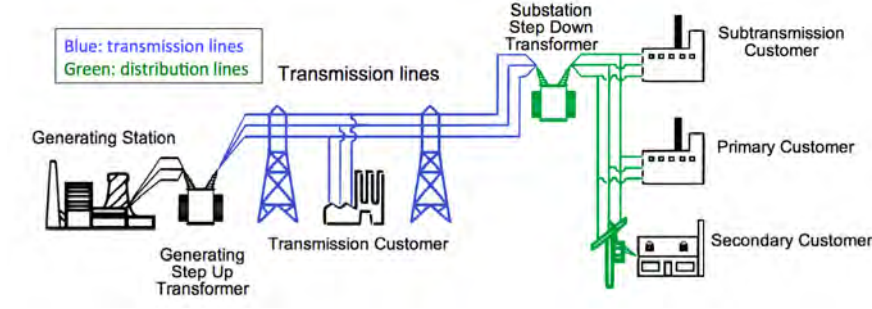 Blue: transmission lines
Green: distribution lines
Substation
Step Down
Transformer
Subtransmission
Customer
Transmission lines
Generating Station
Primary Customer
Transmission Customer
Secondary Customer
Generating
Step Up
Transformer